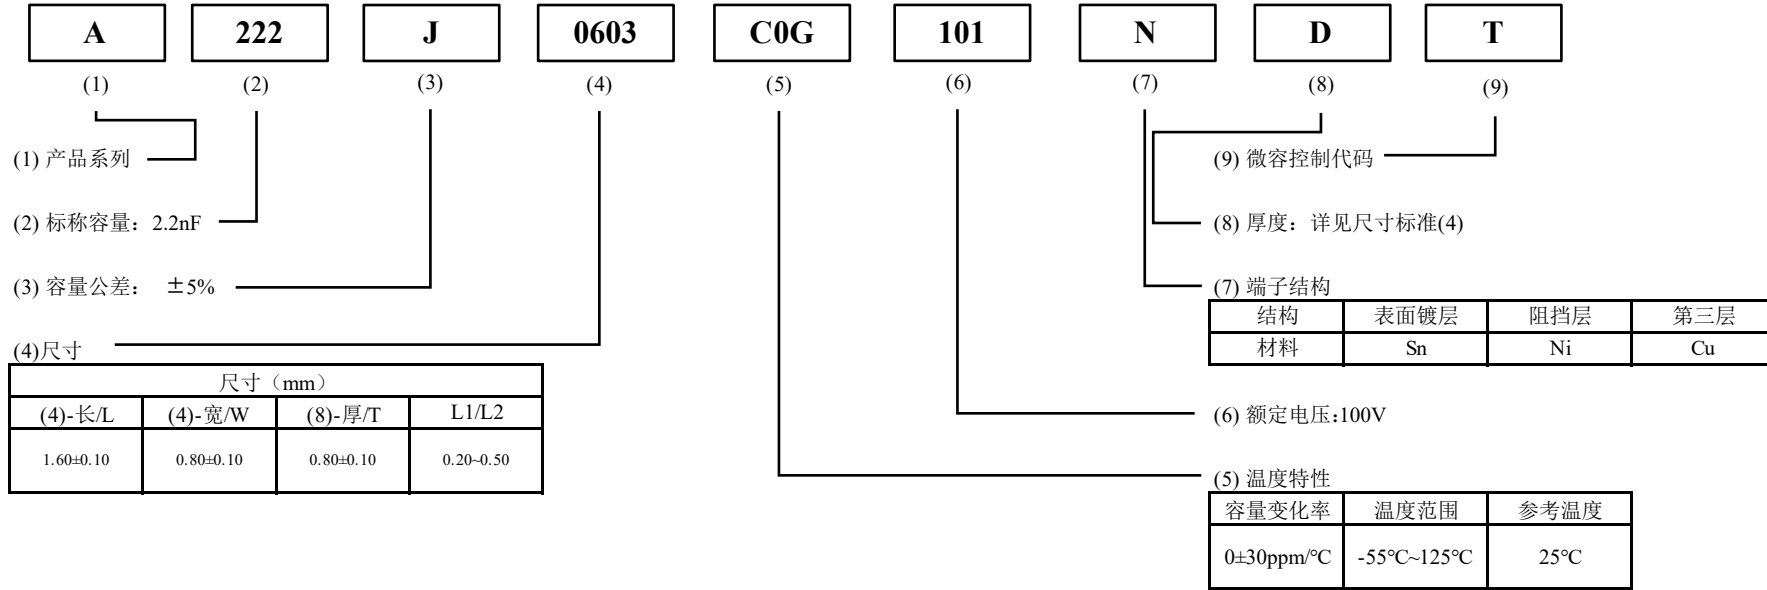 A 222 J 0603 C0G 101 N D T
(1) (2) (3) (4) (5) (6) (7) (8) (9)
(1) 产品系列
(9) 微容控制代码
(2) 标称容量：2.2nF
(8) 厚度：详见尺寸标准(4)
(3) 容量公差： ±5%
(7) 端子结构
结构 表面镀层 阻挡层 第三层
材料 Sn Ni Cu
(4)尺寸
尺寸（mm）
(4)-长/L (4)-宽/W (8)-厚/T L1/L2
1.60±0.10 0.80±0.10 0.80±0.10 0.20~0.50
(6) 额定电压:100V
(5) 温度特性
容量变化率 温度范围 参考温度
0±30ppm/℃ -55℃~125℃ 25℃